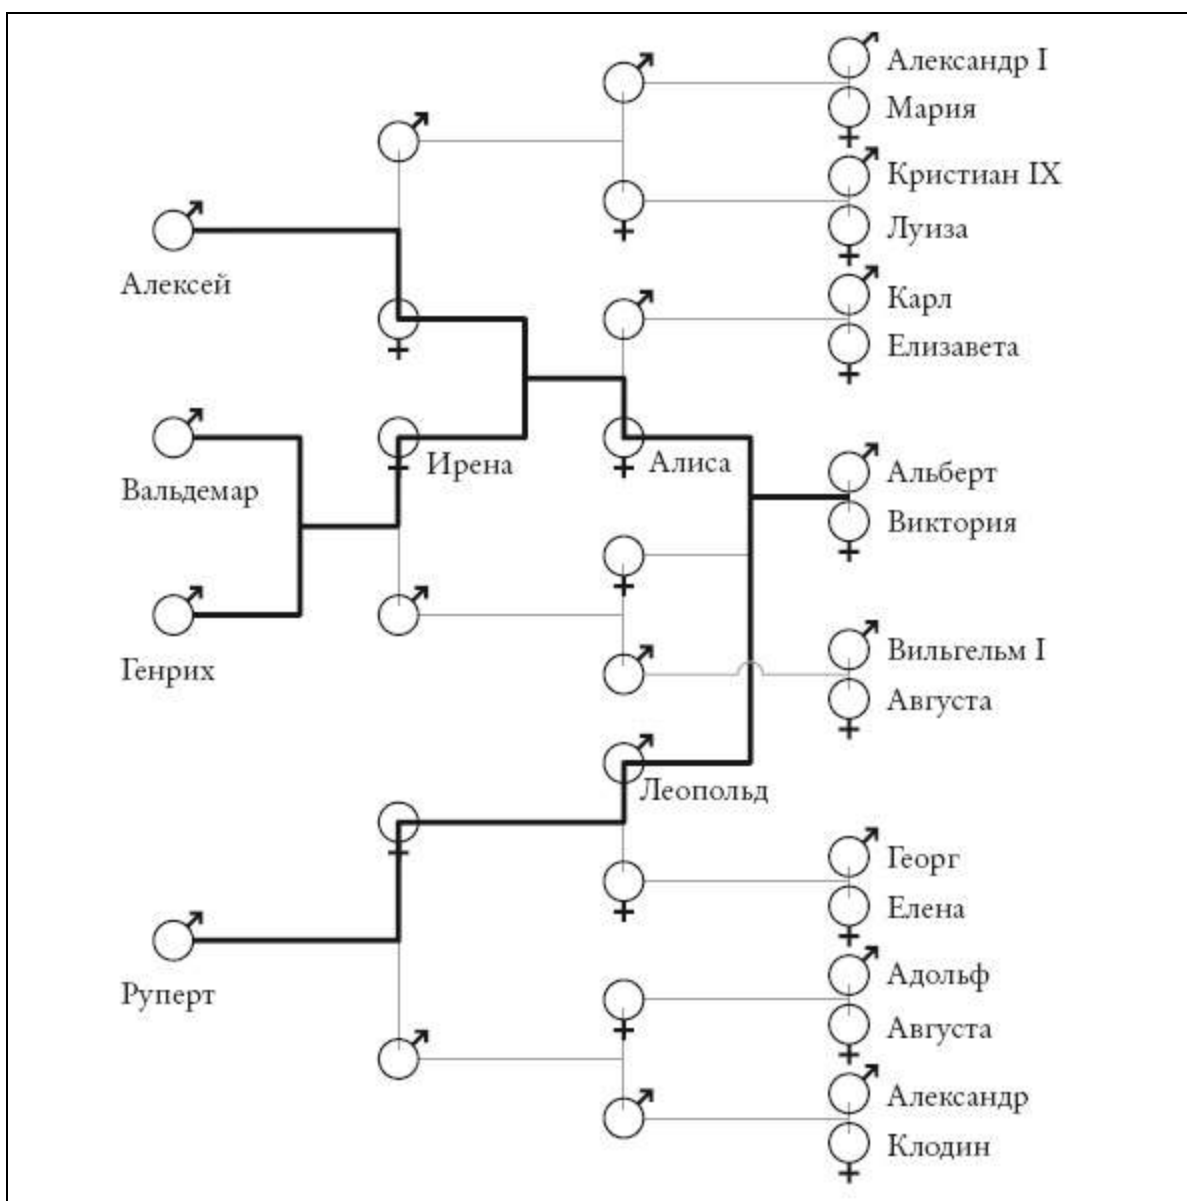 Александр I
Мария
Кристиан IX
Луиза
Алексей
Карл
Елизавета
Ирена
Алиса
Вальдемар
Альберт
Виктория
Генрих
Вильгельм I
Августа
Леопольд
Георг
Елена
Руперт
Адольф
Августа
Александр
Клодин